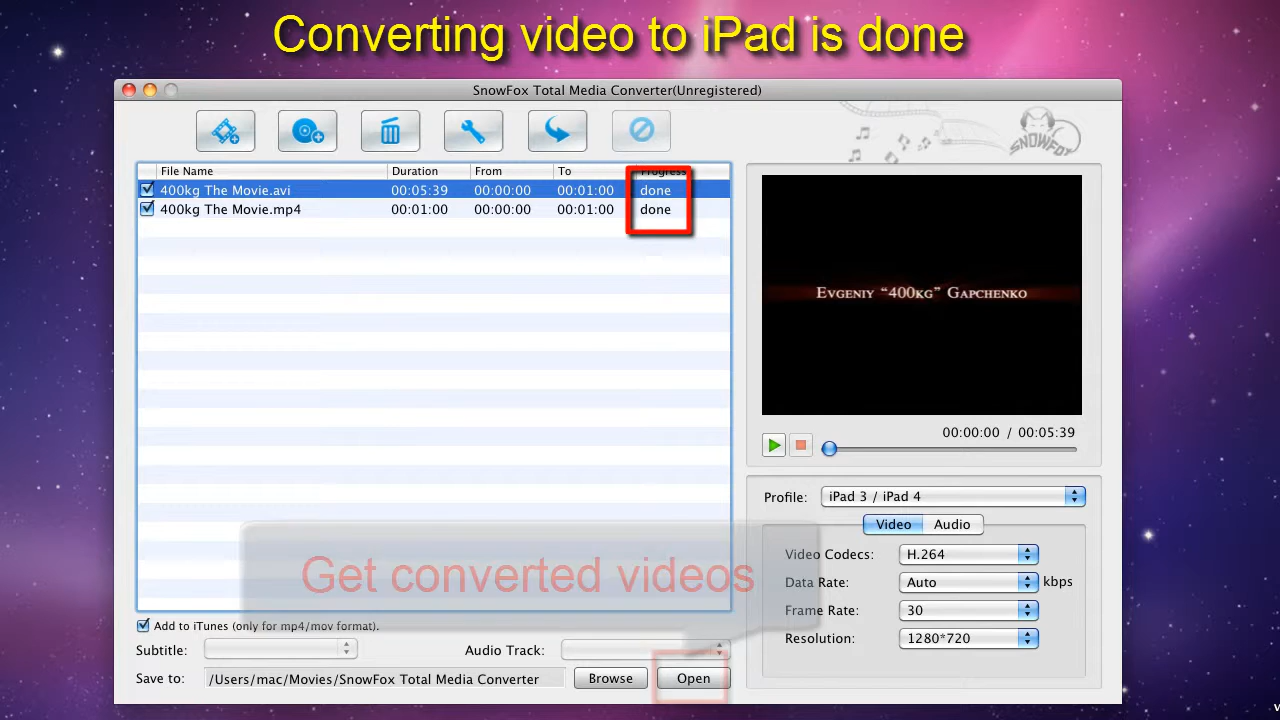 Converting video to iPad is done
SnowFox Total Media Converter(Unregistered)
SNOWFOX
File Name Duration From To Progress
400kg The Movie.avi 00:05:39 00:00:00 00:01:00 done
400kg The Movie.mp4 00:01:00 00:00:00 00:01:00 done
EVGENIY “400KG” GAPCHENKO
00:00:00 / 00:05:39
Profile: iPad 3 / iPad 4
Video Audio
Video Codecs: H.264
Data Rate: Auto kbps
Frame Rate: 30
Resolution: 1280*720
Get converted videos
Add to iTunes (only for mp4/mov format).
Subtitle: Audio Track:
Save to: /Users/mac/Movies/SnowFox Total Media Converter Browse Open